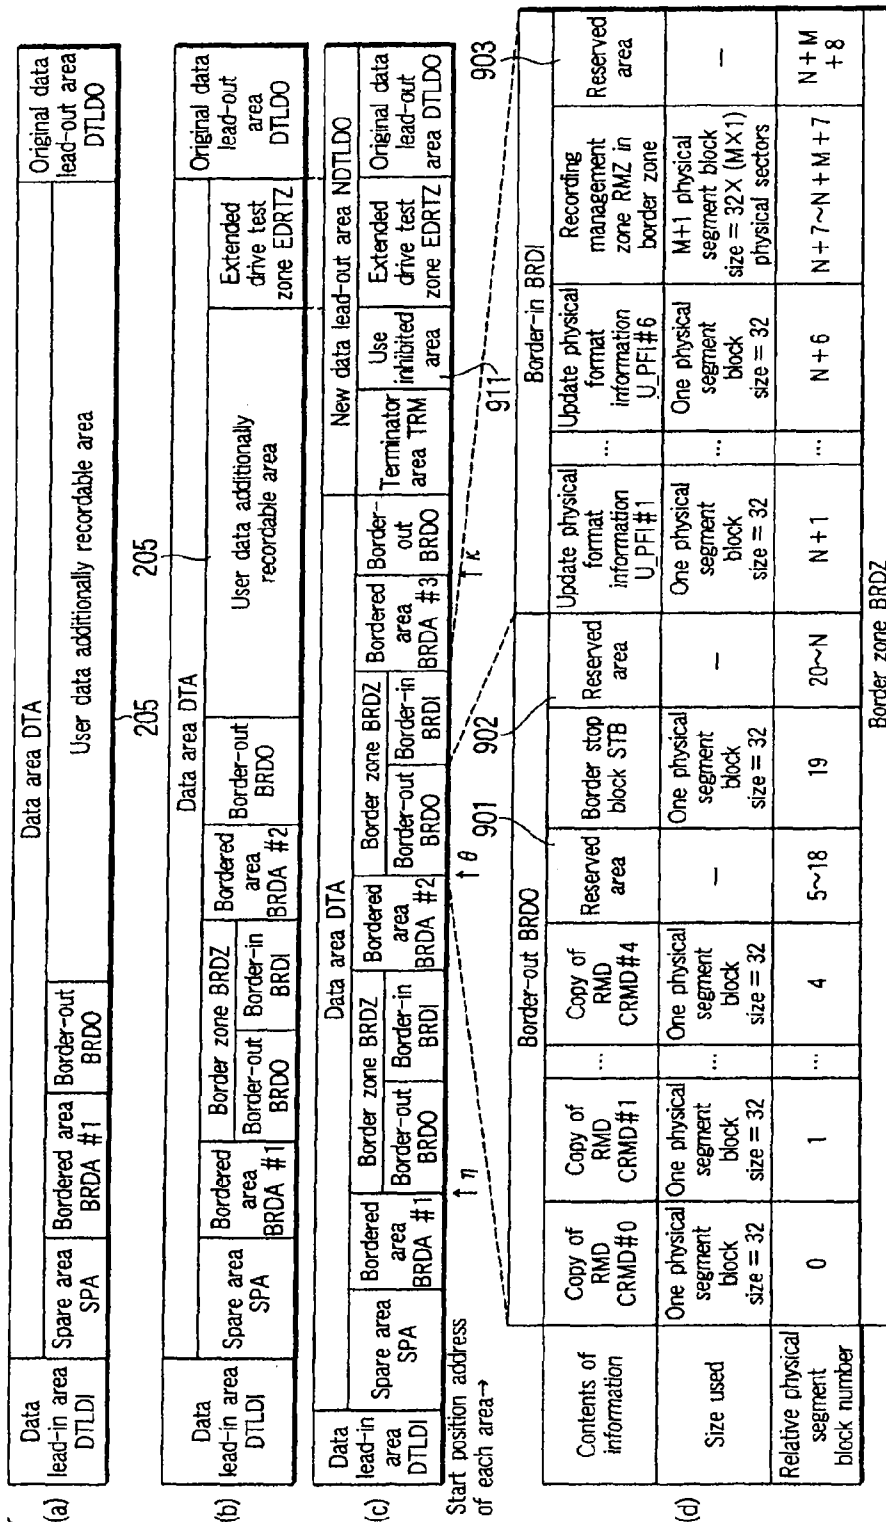 (a)
Data
lead-in area
DTLDI
Data area DTA
Spare area
SPA
Bordered area
BRDA #1
Border-out
BRDO
User data additionally recordable area
Original data
lead-out area
DTLDO
205
(b)
Data
lead-in area
DTLDI
Data area DTA
Spare area
SPA
Bordered
area
BRDA #1
Border zone BRDZ
Border-out
BRDO
Border-in
BRDI
Bordered
area
BRDA #2
Border-out
BRDO
User data additionally
recordable area
205
Extended
drive test
zone EDRTZ
Original data
lead-out
area
DTLDO
(c)
Data
lead-in
area
DTLDI
Data area DTA
Spare area
SPA
Bordered
area
BRDA #1
Border zone BRDZ
Border-out
BRDO
Border-in
BRDI
Bordered
area
BRDA #2
Border zone BRDZ
Border-out
BRDO
Border-in
BRDI
Bordered
area
BRDA #3
Border-
out
BRDO
New data lead-out area NDTLDO
Terminator
area TRM
Use
inhibited
area
Extended
drive test
zone EDRTZ
Original data
lead-out
area DTLDO
Start position address
of each area→
↑η
↑θ
↑κ
901
902
911
903
(d)
Border-out BRDO
Border-in BRDI
Contents of
information
Copy of
RMD
CRMD#0
Copy of
RMD
CRMD#1
...
Copy of
RMD
CRMD#4
Reserved
area
Border stop
block STB
Reserved
area
Update physical
format
information
U_PFI#1
...
Update physical
format
information
U_PFI#6
Recording
management
zone RMZ in
border zone
Reserved
area
Size used
One physical
segment
block
size = 32
One physical
segment
block
size = 32
...
One physical
segment
block
size = 32
—
One physical
segment
block
size = 32
—
One physical
segment
block
size = 32
...
One physical
segment
block
size = 32
M+1 physical
segment block
size = 32×(M×1)
physical sectors
—
Relative physical
segment
block number
0
1
...
4
5~18
19
20~N
N+1
...
N+6
N+7~N+M+7
N+M
+8
Border zone BRDZ